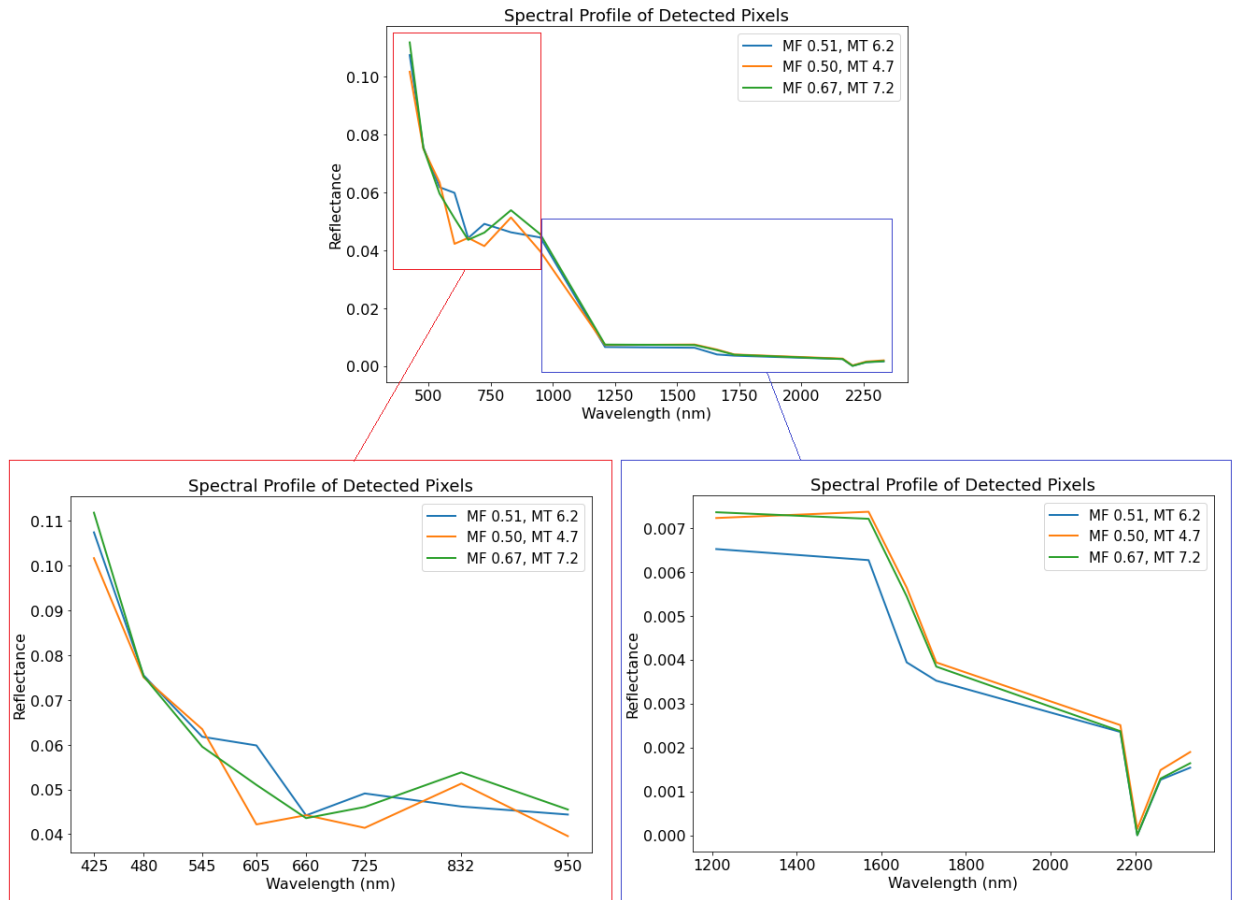 Spectral Profile of Detected Pixels
MF 0.51, MT 6.2
MF 0.50, MT 4.7
MF 0.67, MT 7.2
Reflectance
0.10
0.08
0.06
0.04
0.02
0.00
500 750 1000 1250 1500 1750 2000 2250
Wavelength (nm)
Spectral Profile of Detected Pixels
MF 0.51, MT 6.2
MF 0.50, MT 4.7
MF 0.67, MT 7.2
Reflectance
0.11
0.10
0.09
0.08
0.07
0.06
0.05
0.04
425 480 545 605 660 725 832 950
Wavelength (nm)
Spectral Profile of Detected Pixels
MF 0.51, MT 6.2
MF 0.50, MT 4.7
MF 0.67, MT 7.2
Reflectance
0.007
0.006
0.005
0.004
0.003
0.002
0.001
0.000
1200 1400 1600 1800 2000 2200
Wavelength (nm)